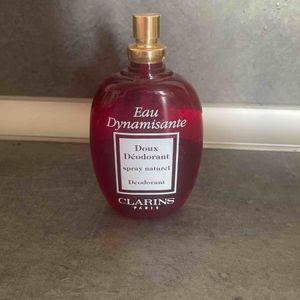 Eau
Dynamisante
Doux
Déodorant
spray naturel
Deodorant
CLARINS
PARIS